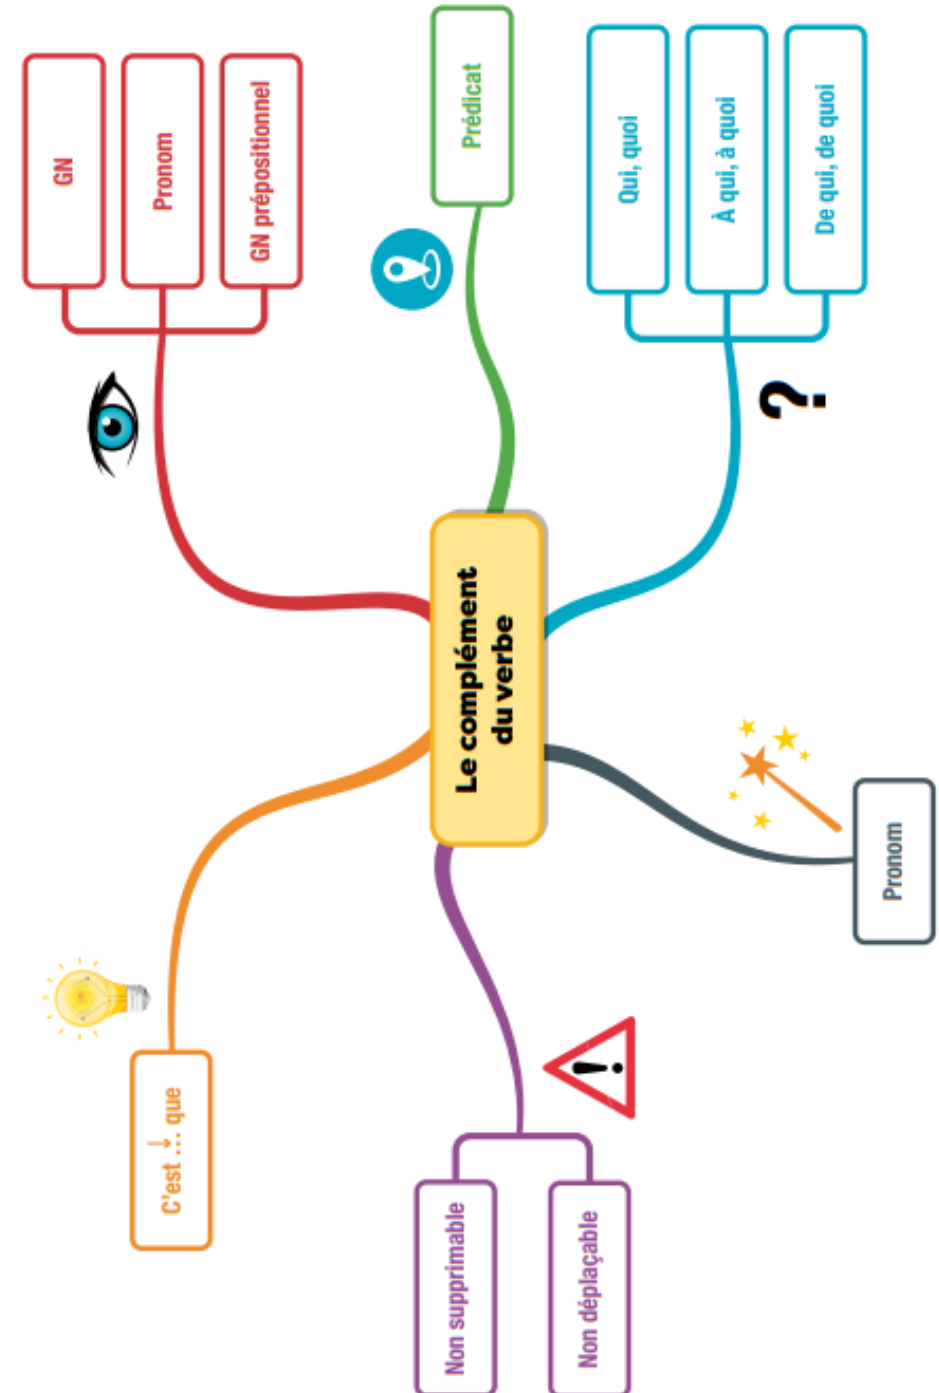 C'est ... que
GN
Pronom
GN prépositionnel
Le complément
du verbe
Prédicat
Non supprimable
Non déplaçable
?
Qui, quoi
À qui, à quoi
De qui, de quoi
Pronom